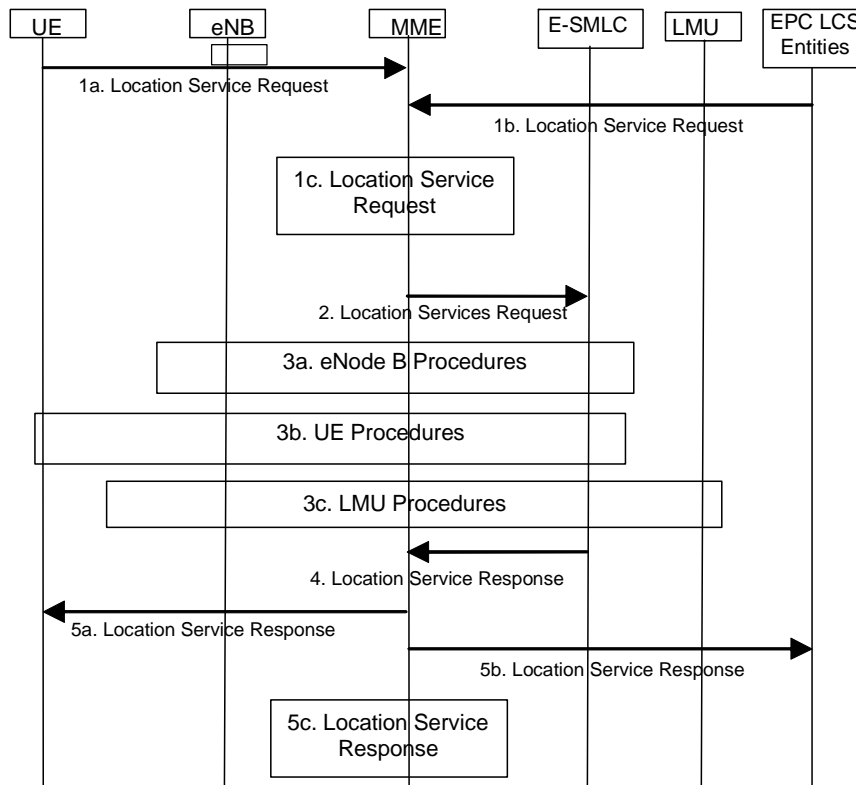 UE
eNB
MME
E-SMLC
LMU
EPC LCS
Entities
1a. Location Service Request
1b. Location Service Request
1c. Location Service
Request
2. Location Services Request
3a. eNode B Procedures
3b. UE Procedures
3c. LMU Procedures
4. Location Service Response
5a. Location Service Response
5b. Location Service Response
5c. Location Service
Response